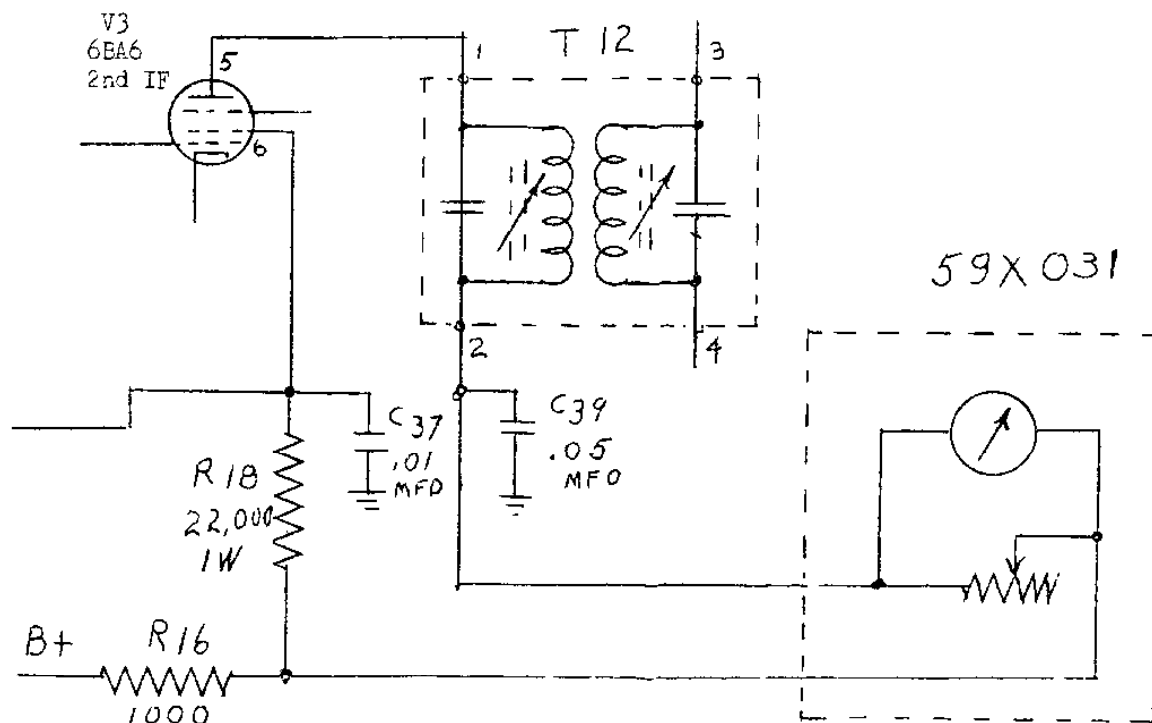 V3
6BA6
2nd IF
5
6
1
T 12
3
2
4
59X031
C37
.01
MFD
C39
.05
MFD
R18
22,000
1W
B+
R16
1000